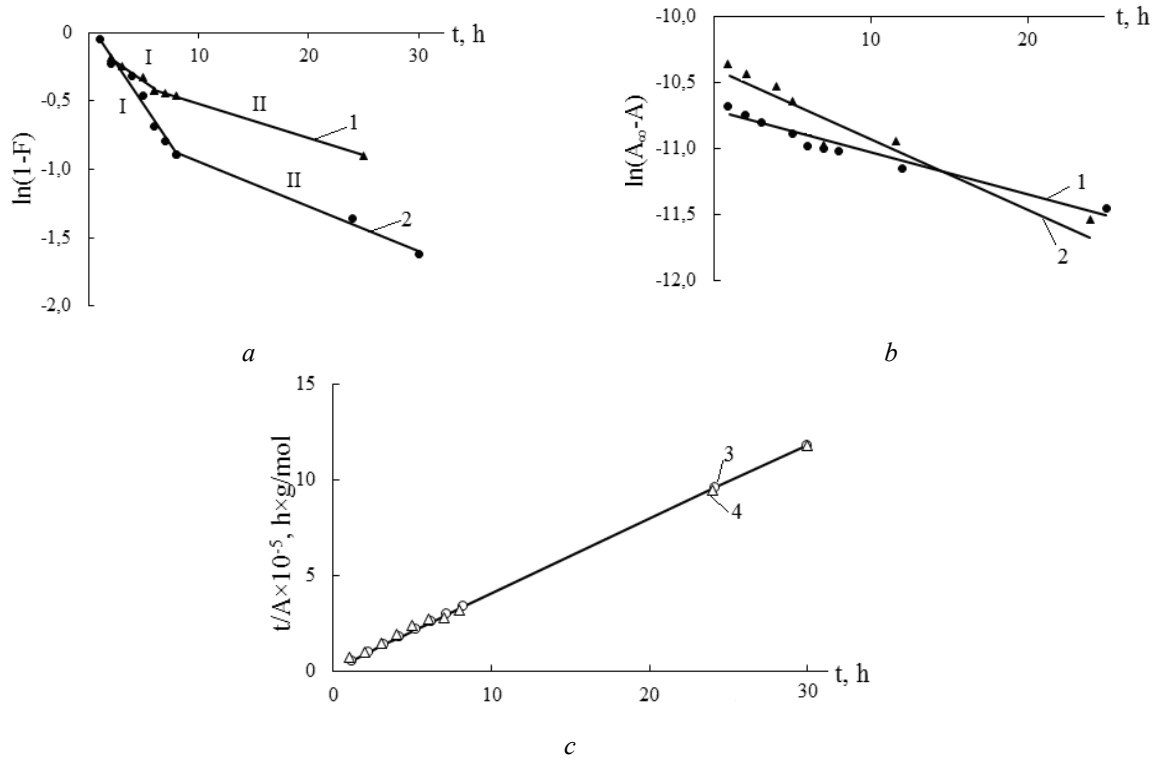 0 10 20 30 t, h
-0,5
-1,0
-1,5
-2,0
ln(1-F)
I
I
II
1
II
2
a
-10,0 10 20 t, h
-10,5
-11,0
-11,5
-12,0
ln(A∞-A)
1
2
b
15
10
5
0
t/A×10⁻⁵, h×g/mol
3
4
0 10 20 30 t, h
c